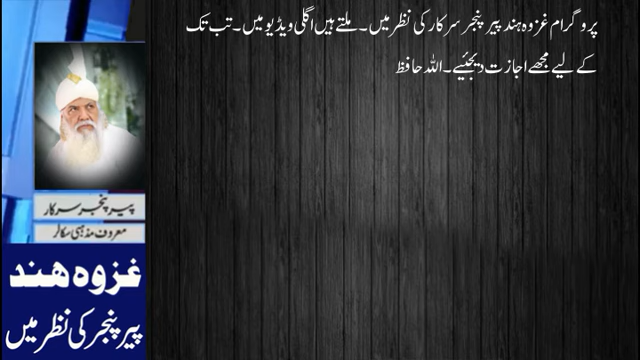 پروگرام غزوہ ہند پیر پنجر سرکار کی نظر میں۔ ملتے ہیں اگلی ویڈیو میں۔ تب تک
کے لیے مجھے اجازت دیجئیے۔ اللہ حافظ
پیر پنجر سرکار
معروف مذہبی سکالر
غزوہ ھند
پیر پنجر کی نظر میں